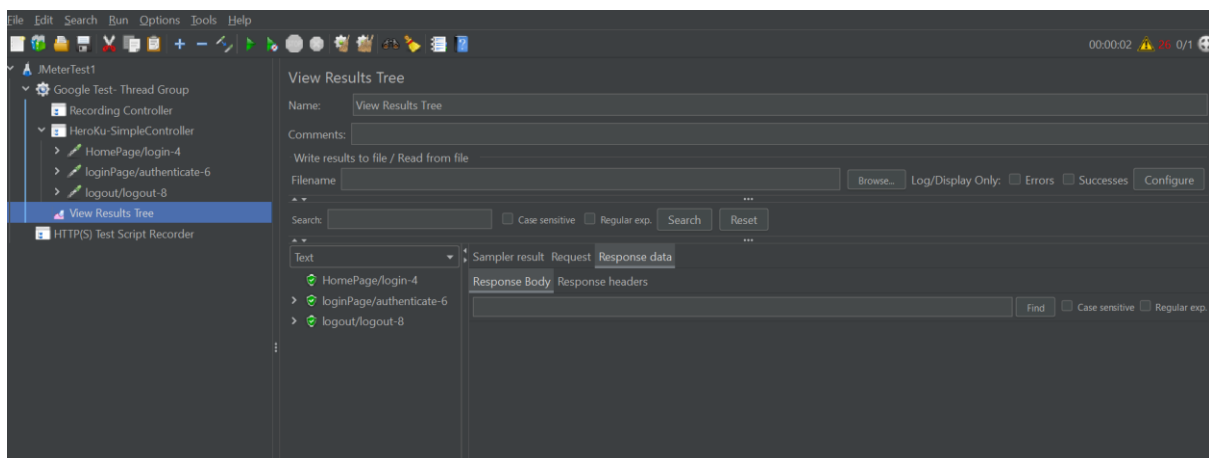 File Edit Search Run Options Tools Help
00:00:02 28 0/1
JMeterTest1
Google Test- Thread Group
Recording Controller
HeroKu-SimpleController
HomePage/login-4
loginPage/authenticate-6
logout/logout-8
View Results Tree
HTTP(S) Test Script Recorder
View Results Tree
Name: View Results Tree
Comments:
Write results to file / Read from file
Filename Browse... Log/Display Only: Errors Successes Configure
Search: Case sensitive Regular exp. Search Reset
Text Sampler result Request Response data
HomePage/login-4
loginPage/authenticate-6
logout/logout-8
Response Body Response headers
Find Case sensitive Regular exp.